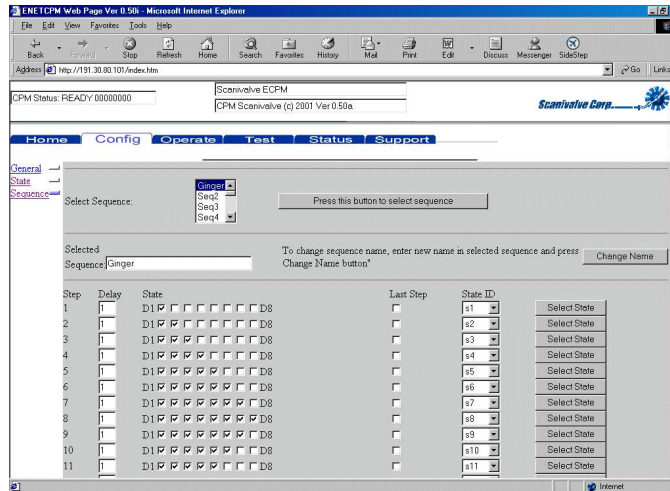 ENETCPM Web Page Ver 0.50i - Microsoft Internet Explorer
File Edit View Favorites Tools Help
Back Forward Stop Refresh Home Search Favorites History Mail Print Edit Discuss Messenger SideStep
Address http://191.30.80.101/index.htm Go Links
CPM Status: READY 00000000
Scanivalve ECPM
CPM Scanivalve (c) 2001 Ver 0.50a
Scanivalve Corp.
Home Config Operate Test Status Support
General
State
Sequence
Select Sequence:
Ginger
Seq2
Seq3
Seq4
Press this button to select sequence
Selected
Sequence: Ginger
To change sequence name, enter new name in selected sequence and press
Change Name button"
Change Name
Step Delay State Last Step State ID
1 1 D1 D8 s1 Select State
2 1 D1 D8 s2 Select State
3 1 D1 D8 s3 Select State
4 1 D1 D8 s4 Select State
5 1 D1 D8 s5 Select State
6 1 D1 D8 s6 Select State
7 1 D1 D8 s7 Select State
8 1 D1 D8 s8 Select State
9 1 D1 D8 s9 Select State
10 1 D1 D8 s10 Select State
11 1 D1 D8 s11 Select State
Internet